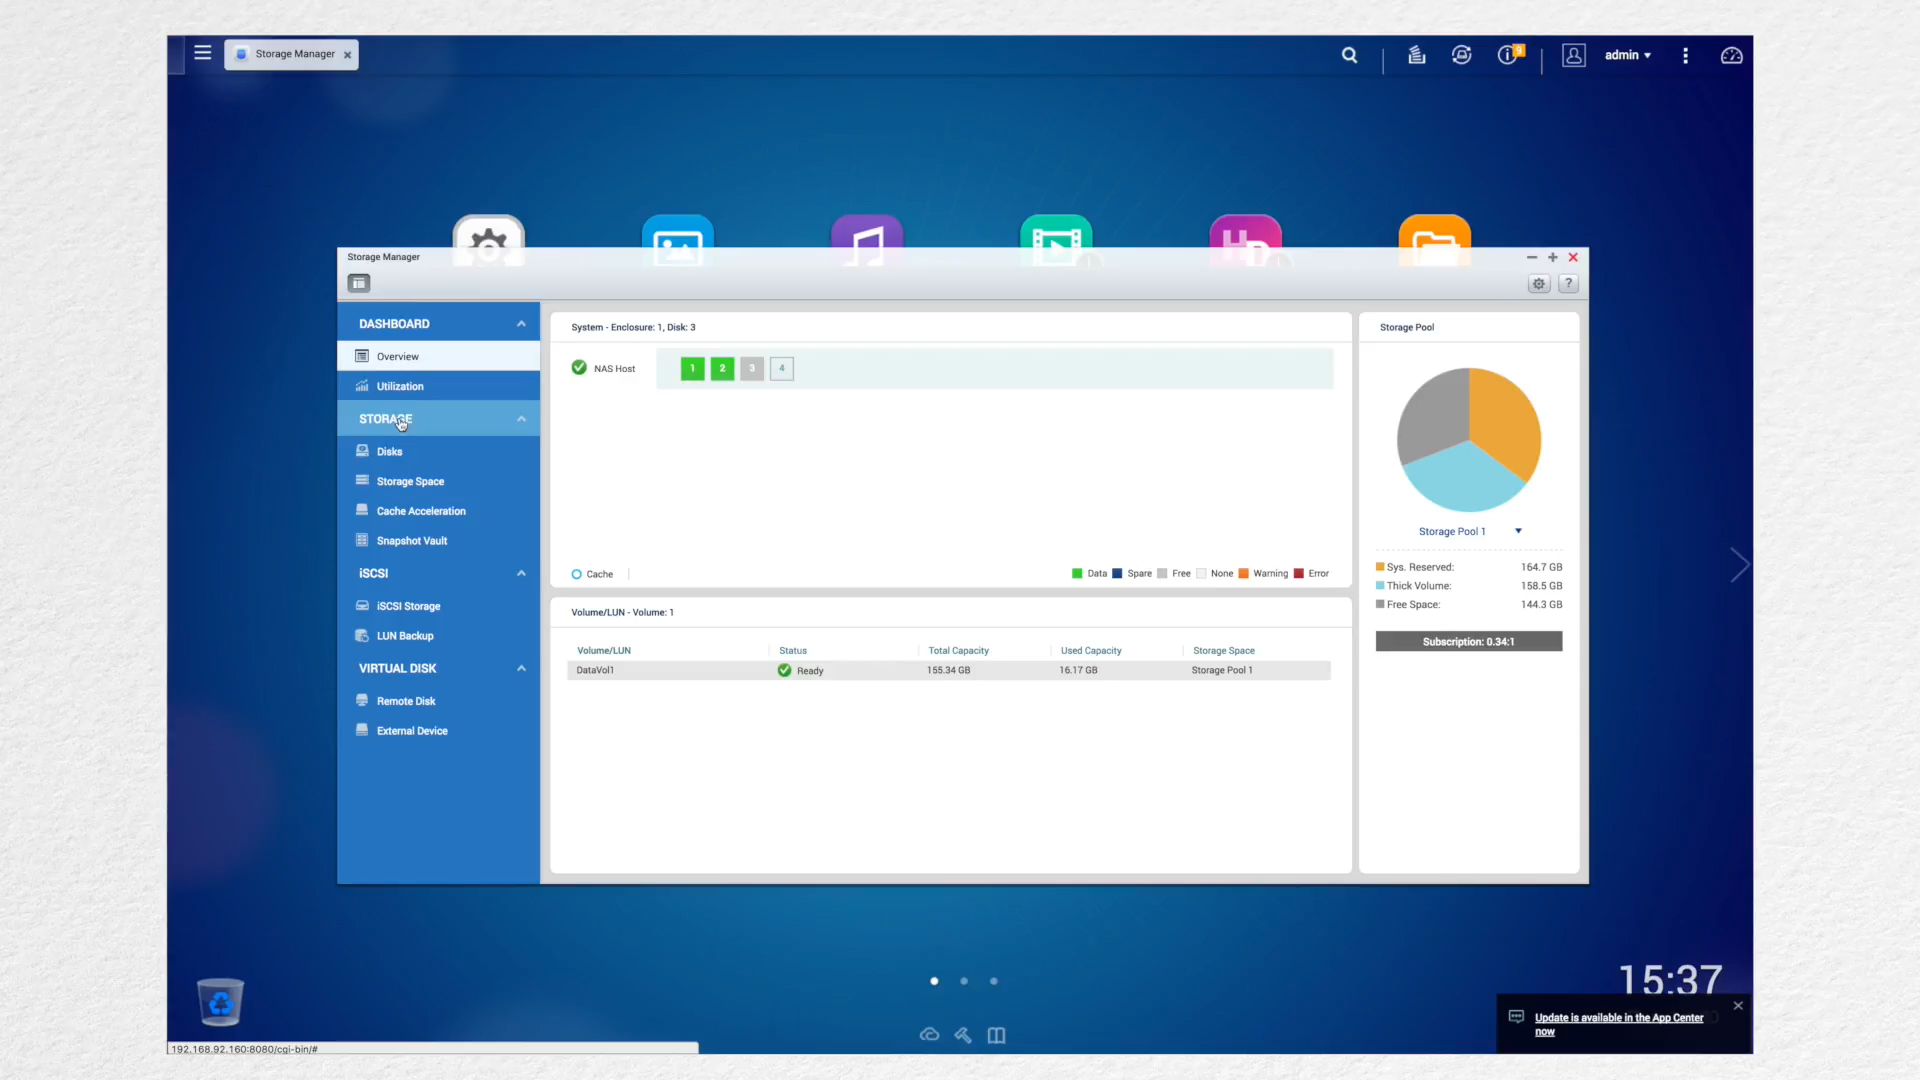 Storage Manager
9
admin
Storage Manager
?
DASHBOARD
Overview
Utilization
STORAGE
Disks
Storage Space
Cache Acceleration
Snapshot Vault
iSCSI
iSCSI Storage
LUN Backup
VIRTUAL DISK
Remote Disk
External Device
System - Enclosure: 1, Disk: 3
NAS Host
1 2 3 4
Cache
Data Spare Free None Warning Error
Volume/LUN - Volume: 1
Volume/LUN Status Total Capacity Used Capacity Storage Space
DataVol1 Ready 155.34 GB 16.17 GB Storage Pool 1
Storage Pool
Storage Pool 1
Sys. Reserved: 164.7 GB
Thick Volume: 158.5 GB
Free Space: 144.3 GB
Subscription: 0.34:1
15:37
Update is available in the App Center
now
192.168.92.160:8080/cgi-bin/#